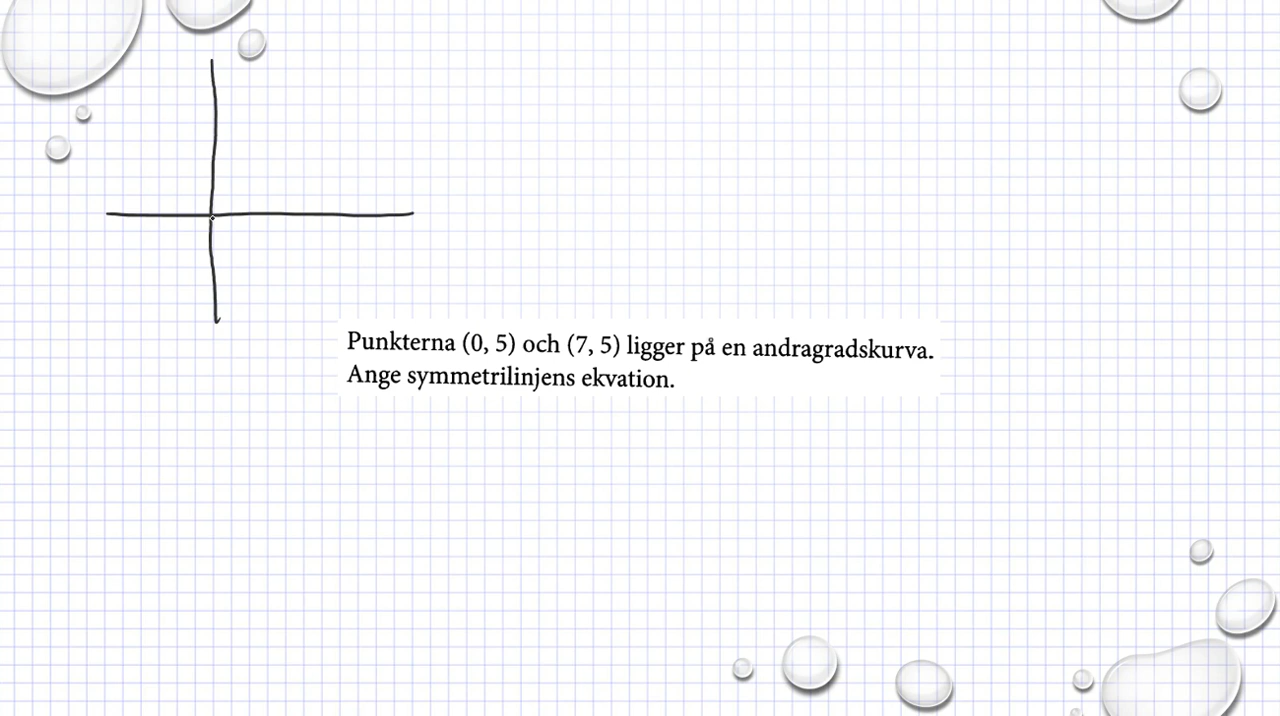 Punkterna (0, 5) och (7, 5) ligger på en andragradskurva.
Ange symmetrilinjens ekvation.